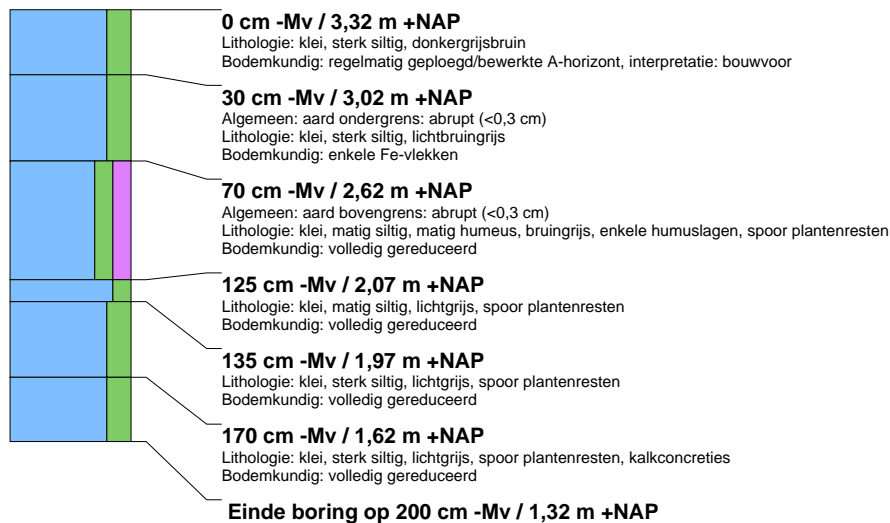 0 cm -Mv / 3,32 m +NAP
Lithologie: klei, sterk siltig, donkergrijsbruin
Bodemkundig: regelmatig geploegd/bewerkte A-horizont, interpretatie: bouwvoor
30 cm -Mv / 3,02 m +NAP
Algemeen: aard ondergrens: abrupt (<0,3 cm)
Lithologie: klei, sterk siltig, lichtbruingrijs
Bodemkundig: enkele Fe-vlekken
70 cm -Mv / 2,62 m +NAP
Algemeen: aard bovengrens: abrupt (<0,3 cm)
Lithologie: klei, matig siltig, matig humeus, bruingrijs, enkele humuslagen, spoor plantenresten
Bodemkundig: volledig gereduceerd
125 cm -Mv / 2,07 m +NAP
Lithologie: klei, matig siltig, lichtgrijs, spoor plantenresten
Bodemkundig: volledig gereduceerd
135 cm -Mv / 1,97 m +NAP
Lithologie: klei, sterk siltig, lichtgrijs, spoor plantenresten
Bodemkundig: volledig gereduceerd
170 cm -Mv / 1,62 m +NAP
Lithologie: klei, sterk siltig, lichtgrijs, spoor plantenresten, kalkconcreties
Bodemkundig: volledig gereduceerd
Einde boring op 200 cm -Mv / 1,32 m +NAP